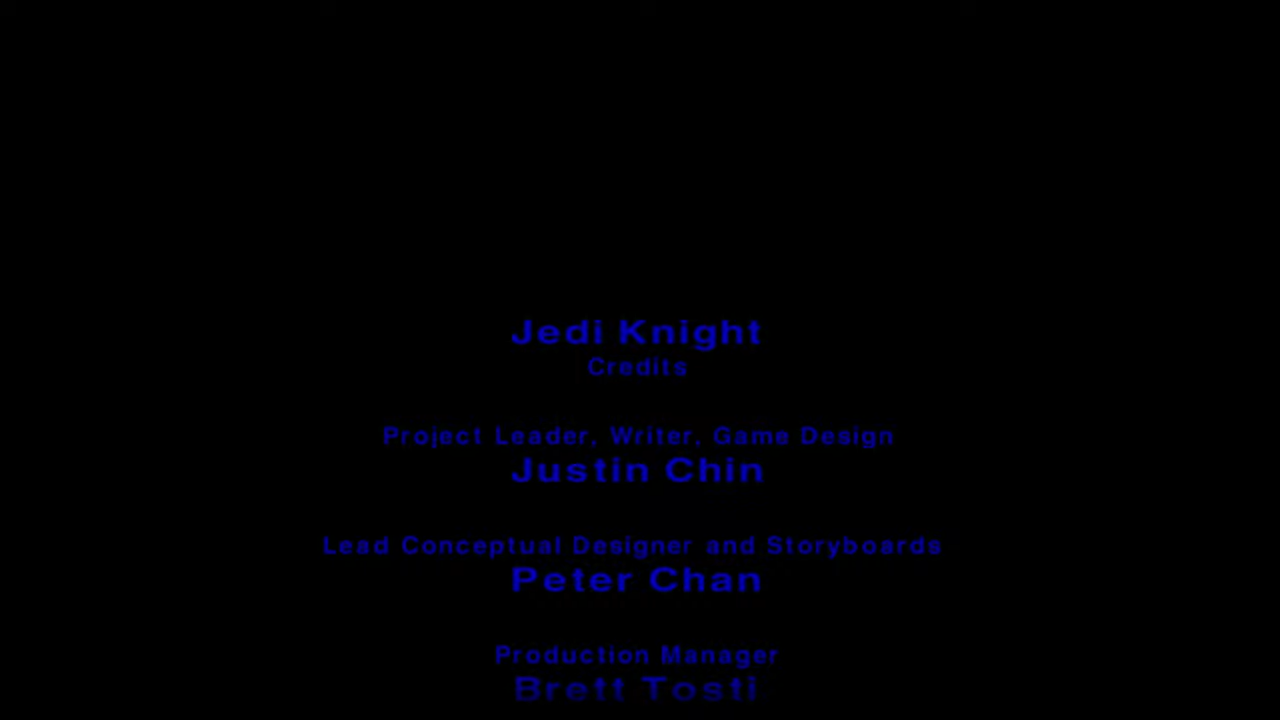 Jedi Knight
Credits
Project Leader, Writer, Game Design
Justin Chin
Lead Conceptual Designer and Storyboards
Peter Chan
Production Manager
Brett Tosti